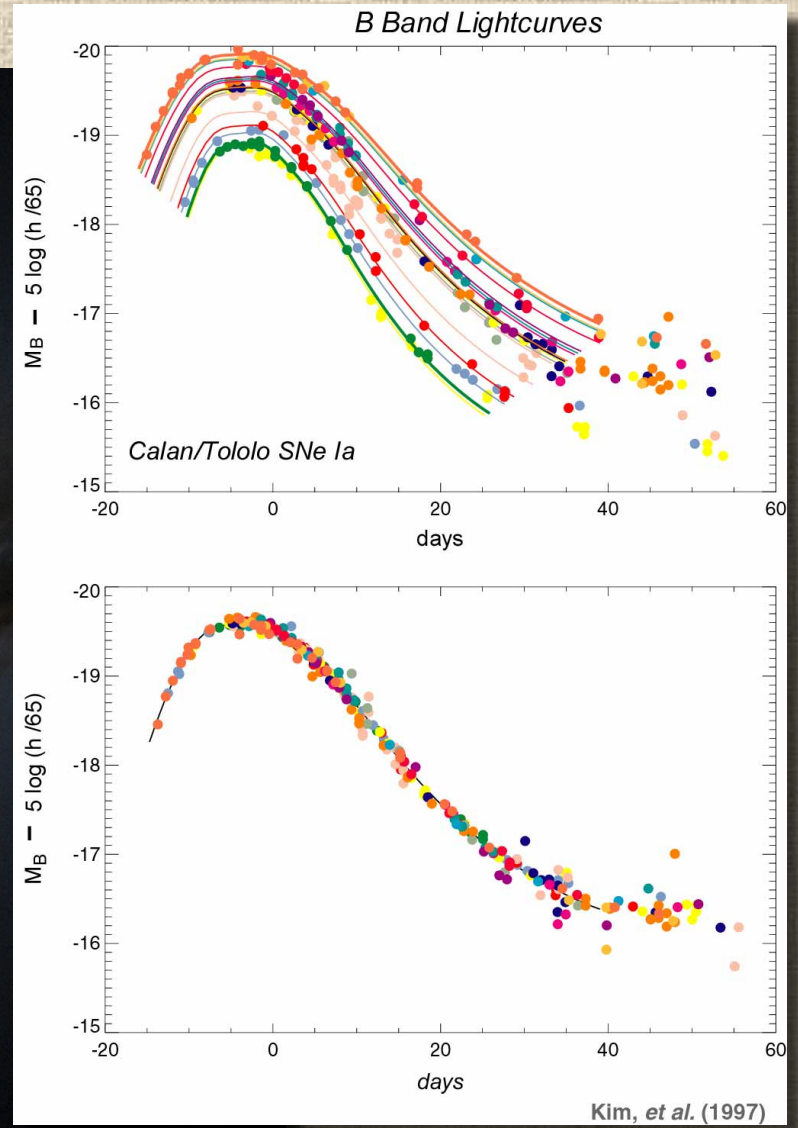 B Band Lightcurves
-20
-19
-18
-17
-16
-15
MB – 5 log (h /65)
Calan/Tololo SNe Ia
-20 0 20 40 60
days
-20
-19
-18
-17
-16
-15
MB – 5 log (h /65)
-20 0 20 40 60
days
Kim, et al. (1997)